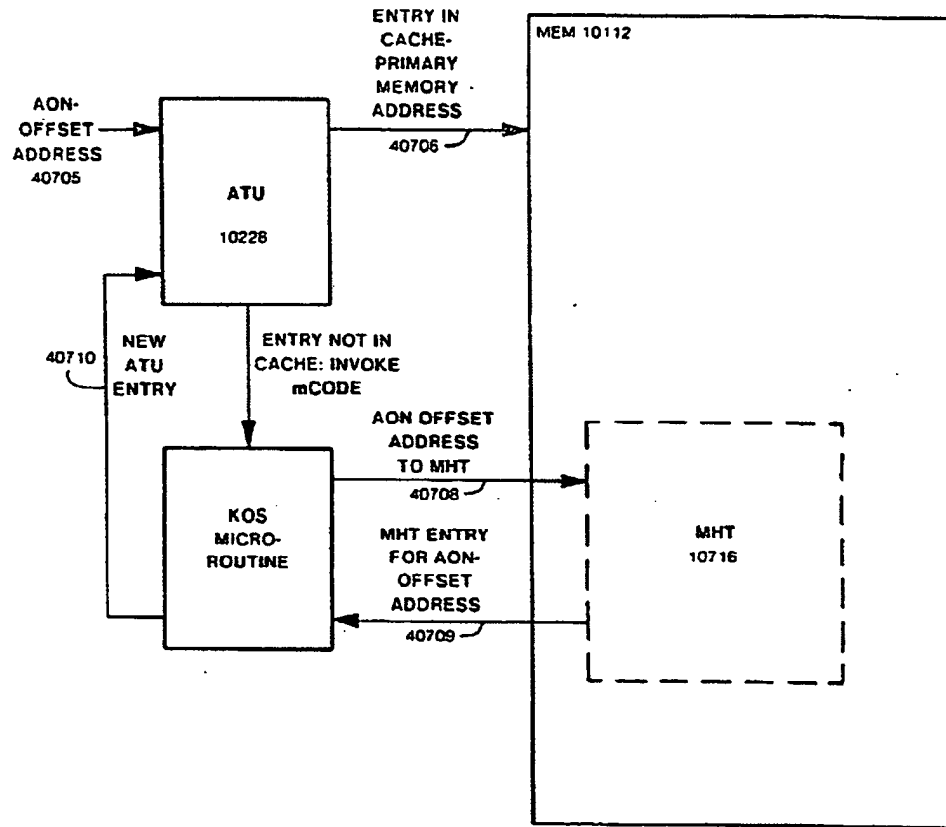 ENTRY IN
CACHE-
PRIMARY
MEMORY
ADDRESS
40706
MEM 10112
AON-
OFFSET
ADDRESS
40705
ATU
10228
40710
NEW
ATU
ENTRY
ENTRY NOT IN
CACHE: INVOKE
mCODE
AON OFFSET
ADDRESS
TO MHT
40708
KOS
MICRO-
ROUTINE
MHT ENTRY
FOR AON-
OFFSET
ADDRESS
40709
MHT
10716